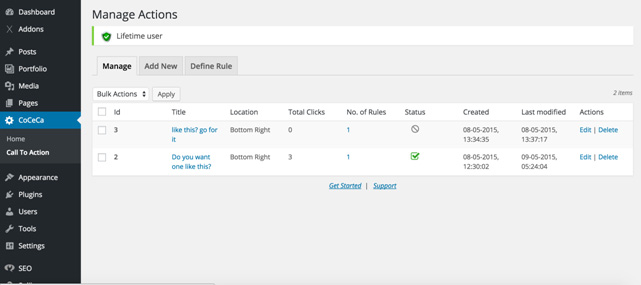 Dashboard
Addons
Posts
Portfolio
Media
Pages
CoCeCa
Home
Call To Action
Appearance
Plugins
Users
Tools
Settings
SEO
Manage Actions
Lifetime user
Manage Add New Define Rule
Bulk Actions Apply 2 items
Id Title Location Total Clicks No. of Rules Status Created Last modified Actions
3 like this? go for Bottom Right 0 1 08-05-2015, 08-05-2015, Edit | Delete
it 13:34:35 13:37:17
2 Do you want Bottom Right 3 1 08-05-2015, 09-05-2015, Edit | Delete
one like this? 12:30:02 05:24:04
Get Started | Support